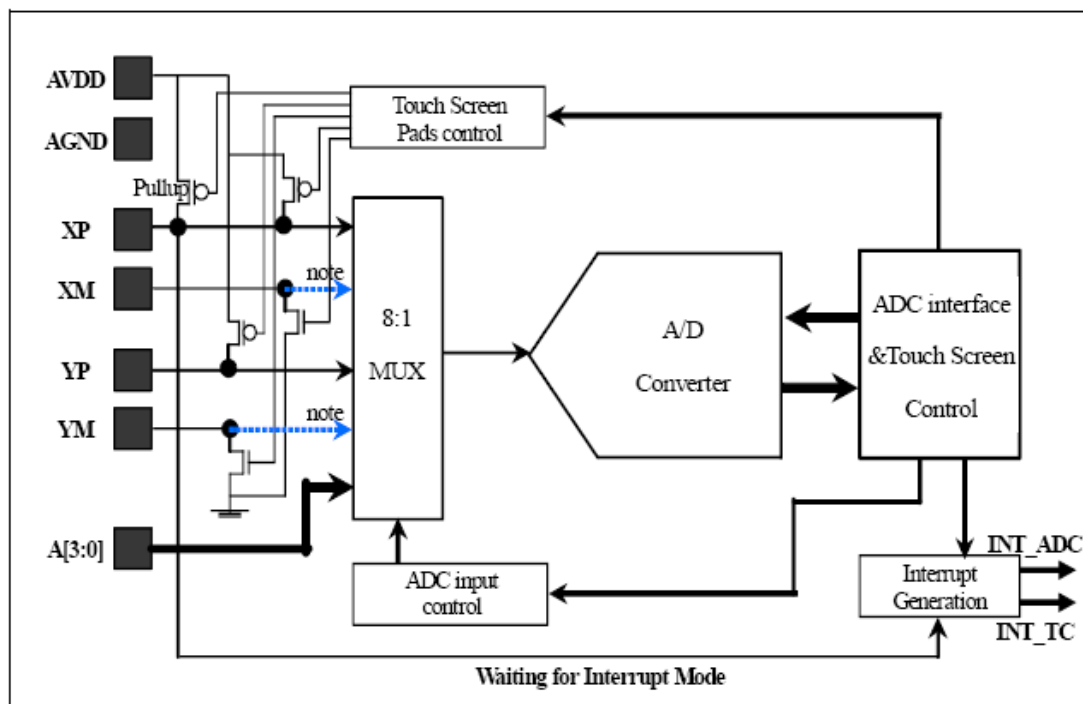 AVDD
Touch Screen
Pads control
AGND
Pullup
XP
XM
note
8:1
MUX
A/D
Converter
ADC interface
&Touch Screen
Control
YP
YM
note
A[3:0]
ADC input
control
Interrupt
Generation
INT_ADC
INT_TC
Waiting for Interrupt Mode